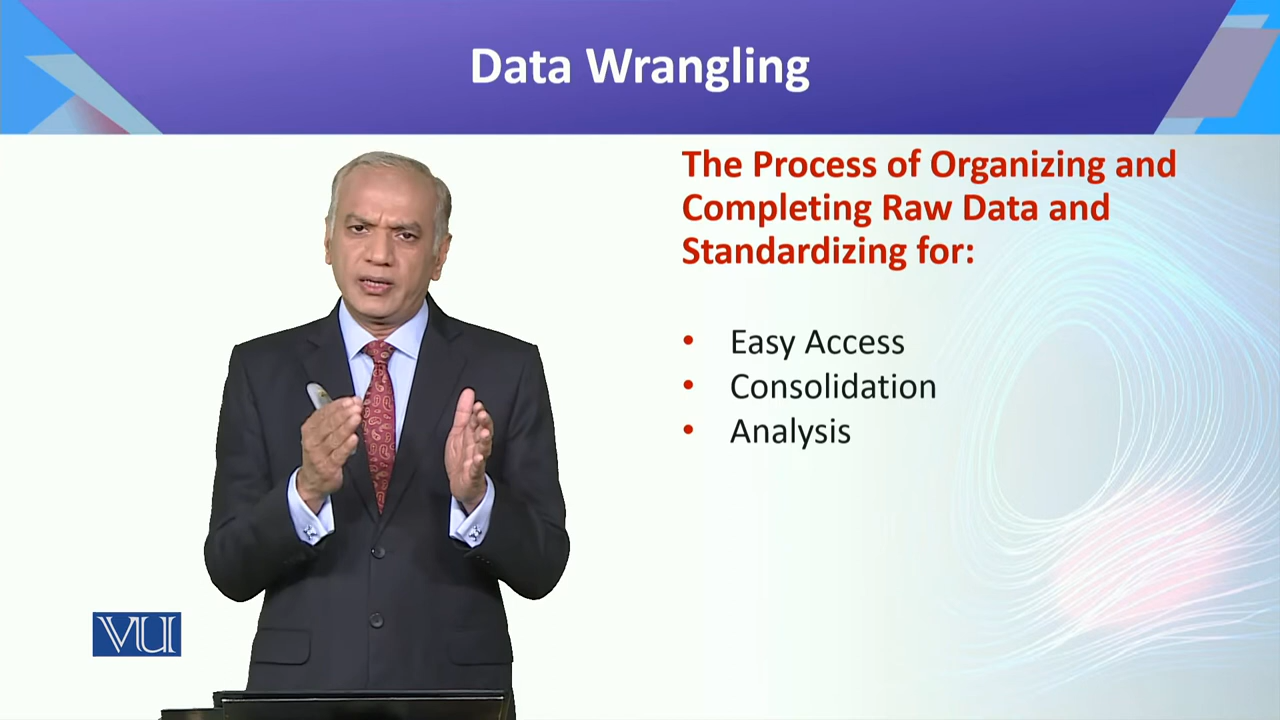 Data Wrangling
The Process of Organizing and
Completing Raw Data and
Standardizing for:
• Easy Access
• Consolidation
• Analysis
VU